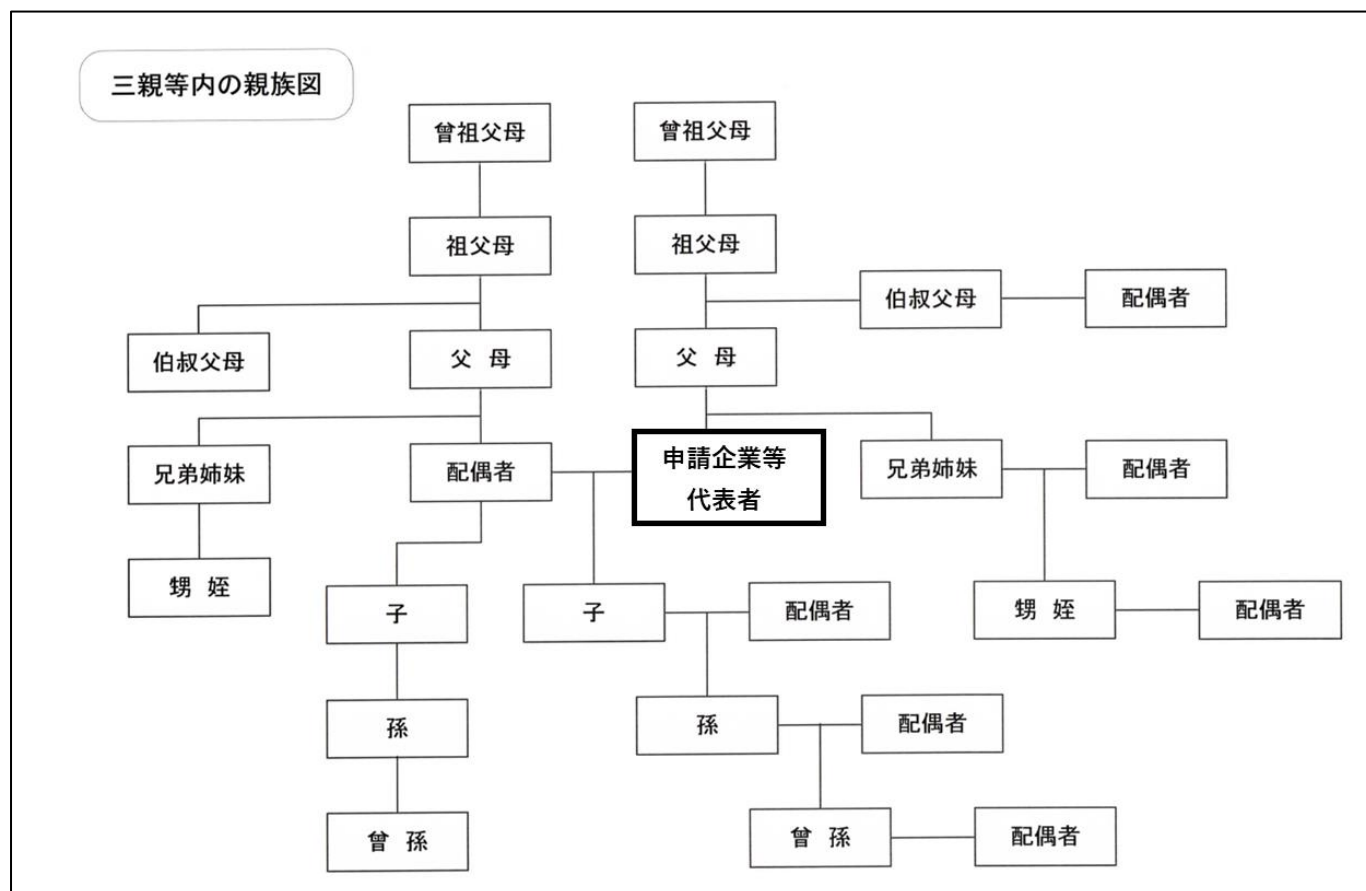 三親等内の親族図
曾祖父母
曾祖父母
祖父母
祖父母
伯叔父母
配偶者
伯叔父母
父 母
父 母
兄弟姉妹
配偶者
申請企業等
代表者
兄弟姉妹
配偶者
甥 姪
子
子
配偶者
甥 姪
配偶者
孫
孫
配偶者
曾 孫
曾 孫
配偶者